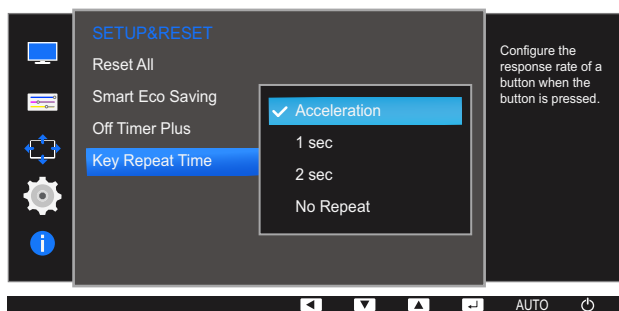 SETUP&RESET
Reset All
Smart Eco Saving
Off Timer Plus
Key Repeat Time
Acceleration
1 sec
2 sec
No Repeat
Configure the
response rate of a
button when the
button is pressed.
AUTO